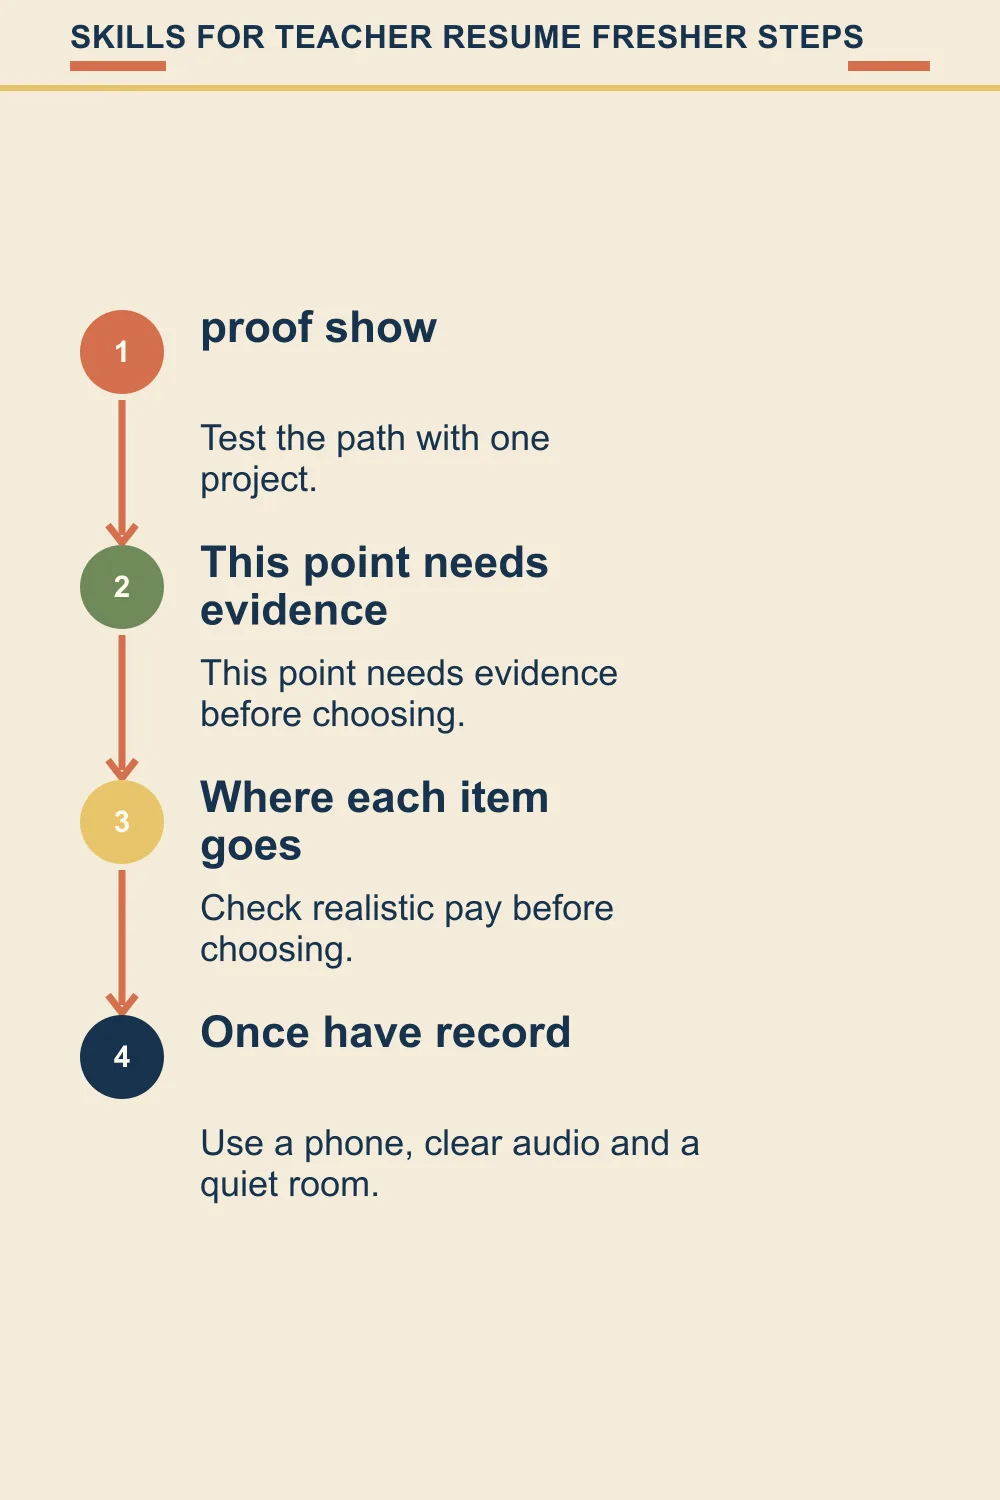 SKILLS FOR TEACHER RESUME FRESHER STEPS
1
proof show
Test the path with one
project.
2
This point needs
evidence
This point needs evidence
before choosing.
3
Where each item
goes
Check realistic pay before
choosing.
4
Once have record
Use a phone, clear audio and a
quiet room.